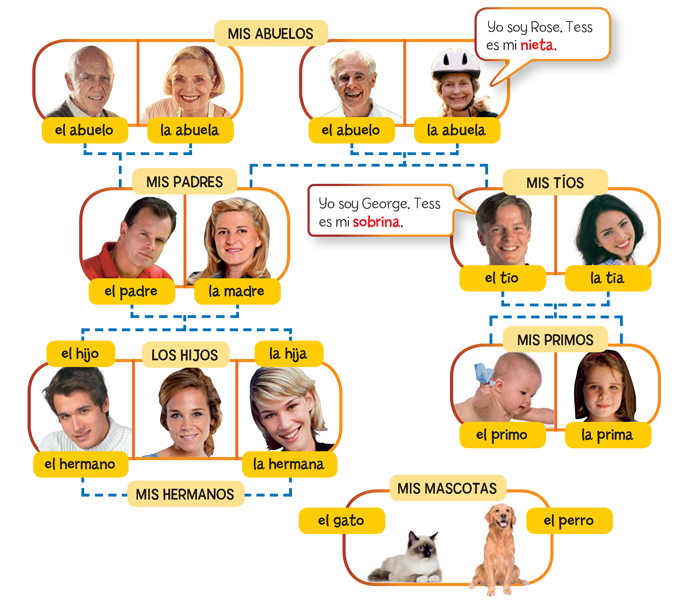 MIS ABUELOS
Yo soy Rose. Tess
es mi nieta.
el abuelo
la abuela
el abuelo
la abuela
MIS PADRES
MIS TÍOS
Yo soy George. Tess
es mi sobrina.
el padre
la madre
el tío
la tía
el hijo
LOS HIJOS
la hija
MIS PRIMOS
el hermano
la hermana
el primo
la prima
MIS HERMANOS
MIS MASCOTAS
el gato
el perro